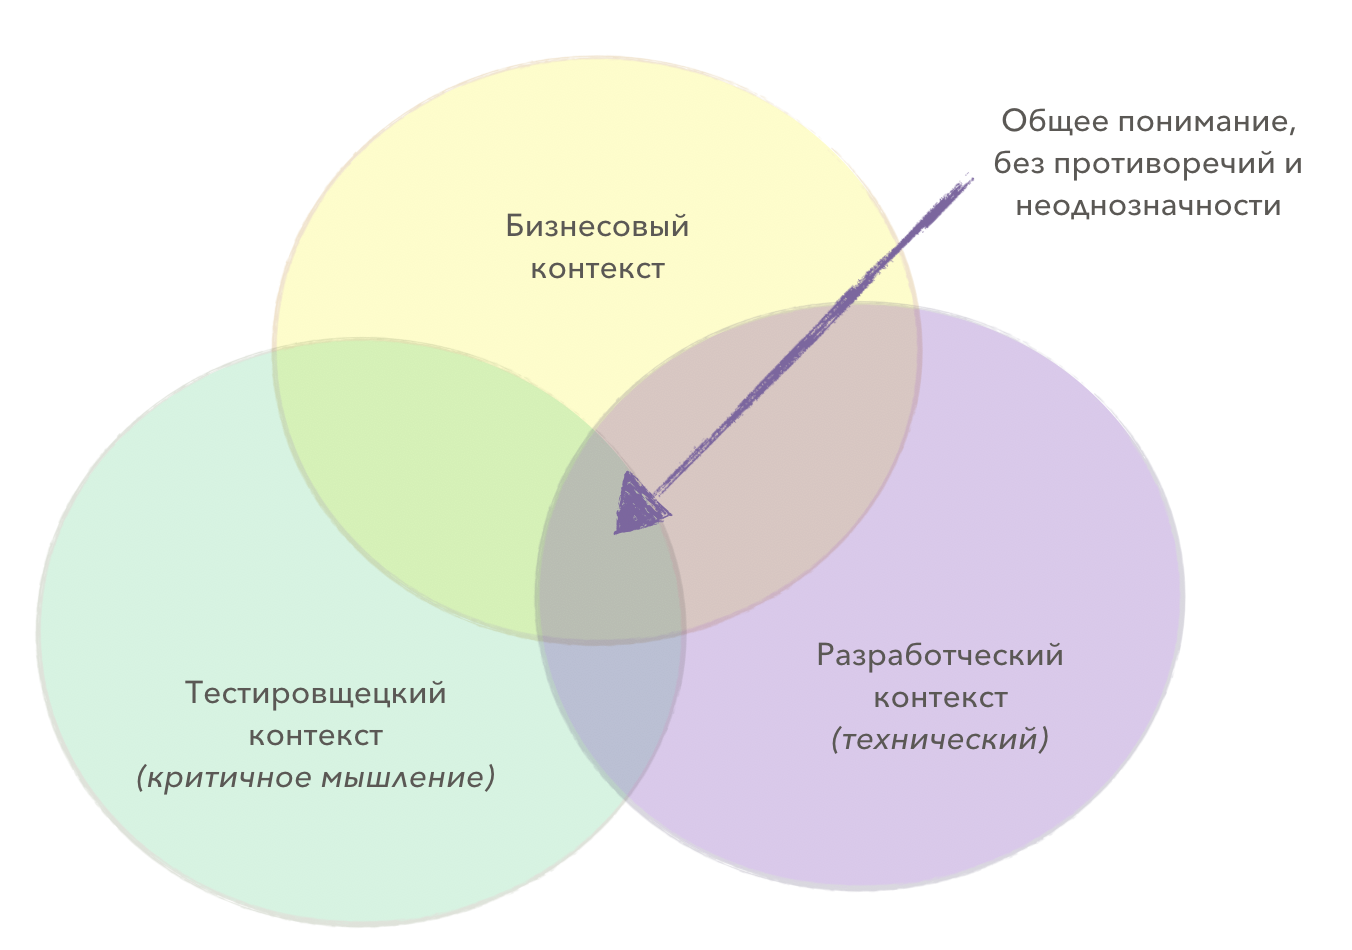 Общее понимание,
без противоречий и
неоднозначности
Бизнесовый
контекст
Тестировщецкий
контекст
(критичное мышление)
Разработческий
контекст
(технический)